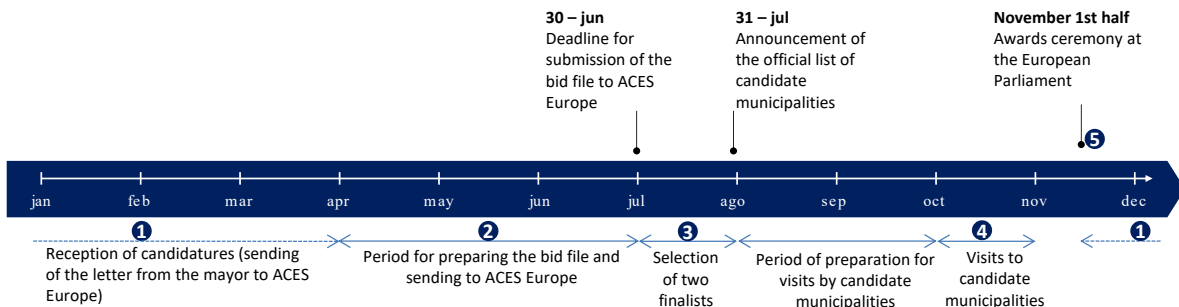 30 – jun
Deadline for
submission of the
bid file to ACES
Europe
31 – jul
Announcement of
the official list of
candidate
municipalities
November 1st half
Awards ceremony at
the European
Parliament
5
jan feb mar apr may jun jul ago sep oct nov dec
1 2 3 4 1
Reception of candidatures (sending
of the letter from the mayor to ACES
Europe)
Period for preparing the bid file and
sending to ACES Europe
Selection
of two
finalists
Period of preparation for
visits by candidate
municipalities
Visits to
candidate
municipalities